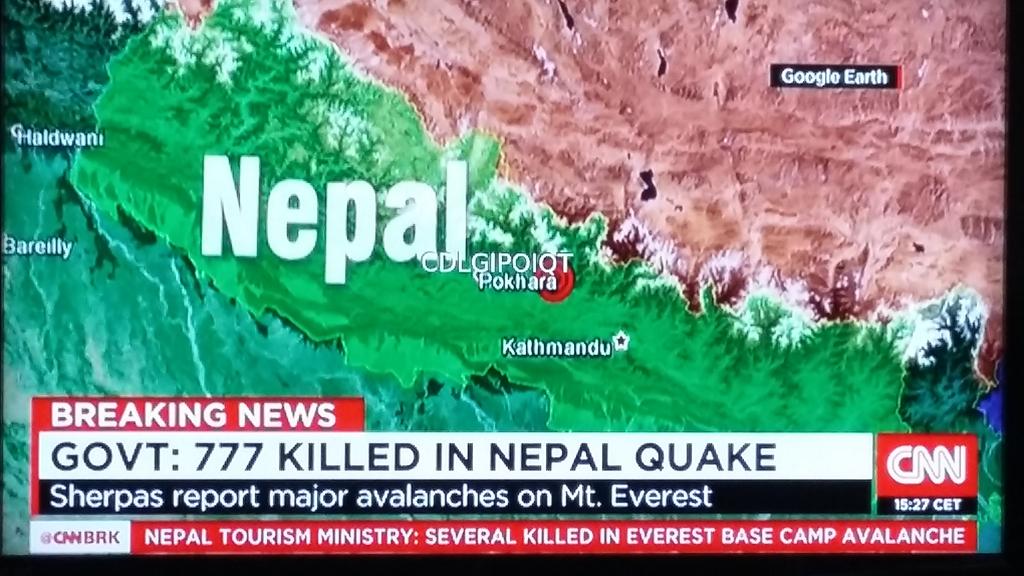 Google Earth
Haldwani
Nepal
Bareilly
CDLGIPOIOT
Pokhara
Kathmandu
BREAKING NEWS
GOVT: 777 KILLED IN NEPAL QUAKE
Sherpas report major avalanches on Mt. Everest
CNN
15:27 CET
@CNNBRK NEPAL TOURISM MINISTRY: SEVERAL KILLED IN EVEREST BASE CAMP AVALANCHE